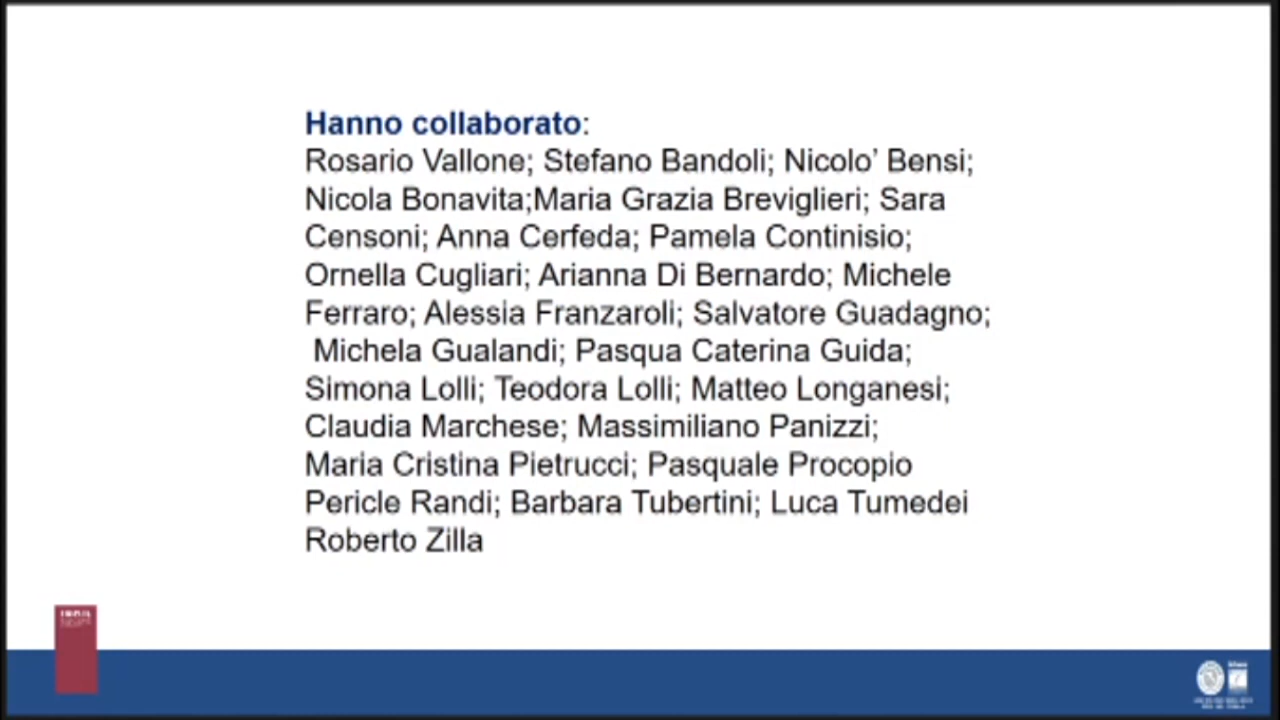 Hanno collaborato:
Rosario Vallone; Stefano Bandoli; Nicolo’ Bensi;
Nicola Bonavita;Maria Grazia Breviglieri; Sara
Censoni; Anna Cerfeda; Pamela Continisio;
Ornella Cugliari; Arianna Di Bernardo; Michele
Ferraro; Alessia Franzaroli; Salvatore Guadagno;
Michela Gualandi; Pasqua Caterina Guida;
Simona Lolli; Teodora Lolli; Matteo Longanesi;
Claudia Marchese; Massimiliano Panizzi;
Maria Cristina Pietrucci; Pasquale Procopio
Pericle Randi; Barbara Tubertini; Luca Tumedei
Roberto Zilla